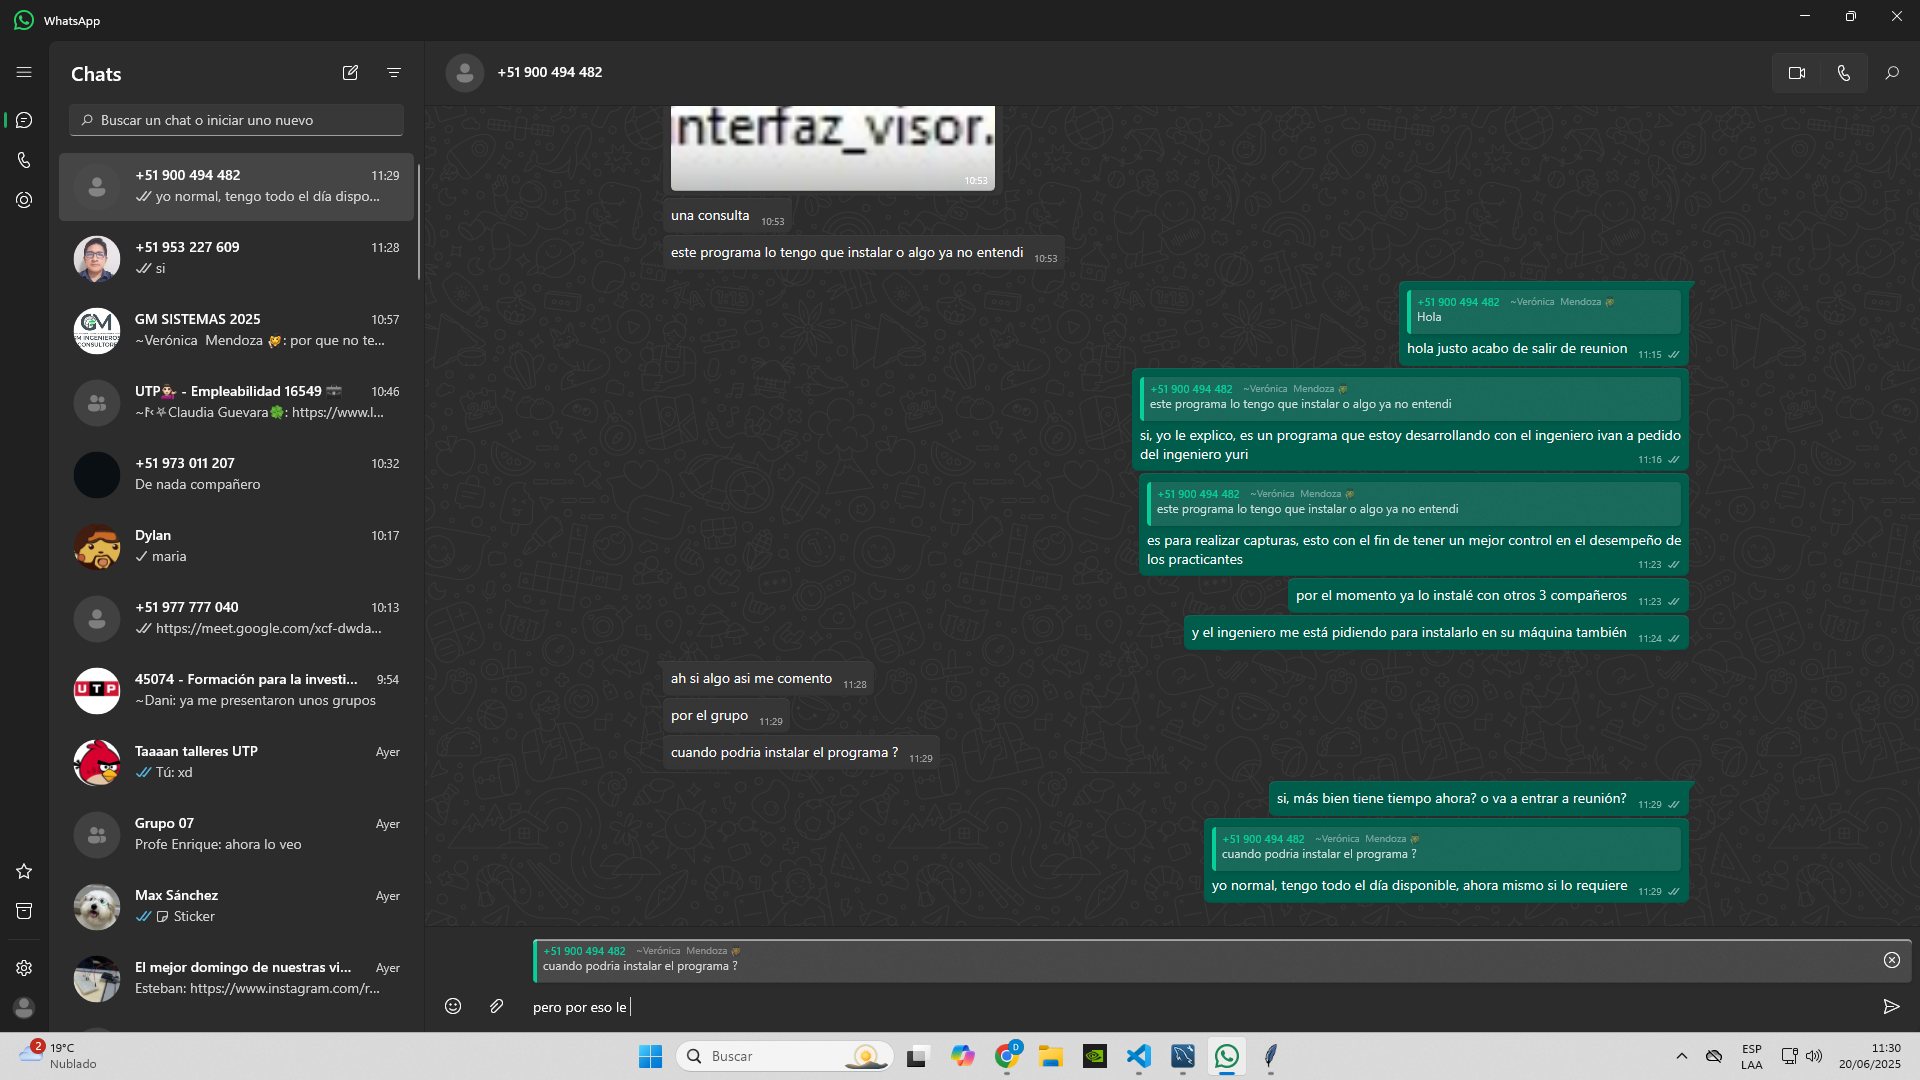 WhatsApp
Chats
Buscar un chat o iniciar uno nuevo
+51 900 494 482 11:29
yo normal, tengo todo el día dispo...
+51 953 227 609 11:28
si
GM SISTEMAS 2025 10:57
~Verónica Mendoza : por que no te...
UTP - Empleabilidad 16549 10:46
Claudia Guevara🍀: https://www.l...
+51 973 011 207 10:32
De nada compañero
Dylan 10:17
maria
+51 977 777 040 10:13
https://meet.google.com/xcf-dwda...
UTP
45074 - Formación para la investi... 9:54
~Dani: ya me presentaron unos grupos
Taaaan talleres UTP Ayer
Tú: xd
Grupo 07 Ayer
Profe Enrique: ahora lo veo
Max Sánchez Ayer
Sticker
El mejor domingo de nuestras vi... Ayer
Esteban: https://www.instagram.com/r...
+51 900 494 482
nterfaz_visor.
10:53
una consulta 10:53
este programa lo tengo que instalar o algo ya no entendi 10:53
+51 900 494 482 ~Verónica Mendoza
Hola
hola justo acabo de salir de reunion 11:15
+51 900 494 482 ~Verónica Mendoza
este programa lo tengo que instalar o algo ya no entendi
si, yo le explico, es un programa que estoy desarrollando con el ingeniero ivan a pedido
del ingeniero yuri 11:16
+51 900 494 482 ~Verónica Mendoza
este programa lo tengo que instalar o algo ya no entendi
es para realizar capturas, esto con el fin de tener un mejor control en el desempeño de
los practicantes 11:23
por el momento ya lo instalé con otros 3 compañeros 11:23
y el ingeniero me está pidiendo para instalarlo en su máquina también 11:24
ah si algo asi me comento 11:28
por el grupo 11:29
cuando podria instalar el programa ? 11:29
si, más bien tiene tiempo ahora? o va a entrar a reunión? 11:29
+51 900 494 482 ~Verónica Mendoza
cuando podria instalar el programa ?
yo normal, tengo todo el día disponible, ahora mismo si lo requiere 11:29
+51 900 494 482 ~Verónica Mendoza
cuando podria instalar el programa ?
pero por eso le
2
19°C
Nublado
Buscar
D
ESP
LAA
11:30
20/06/2025